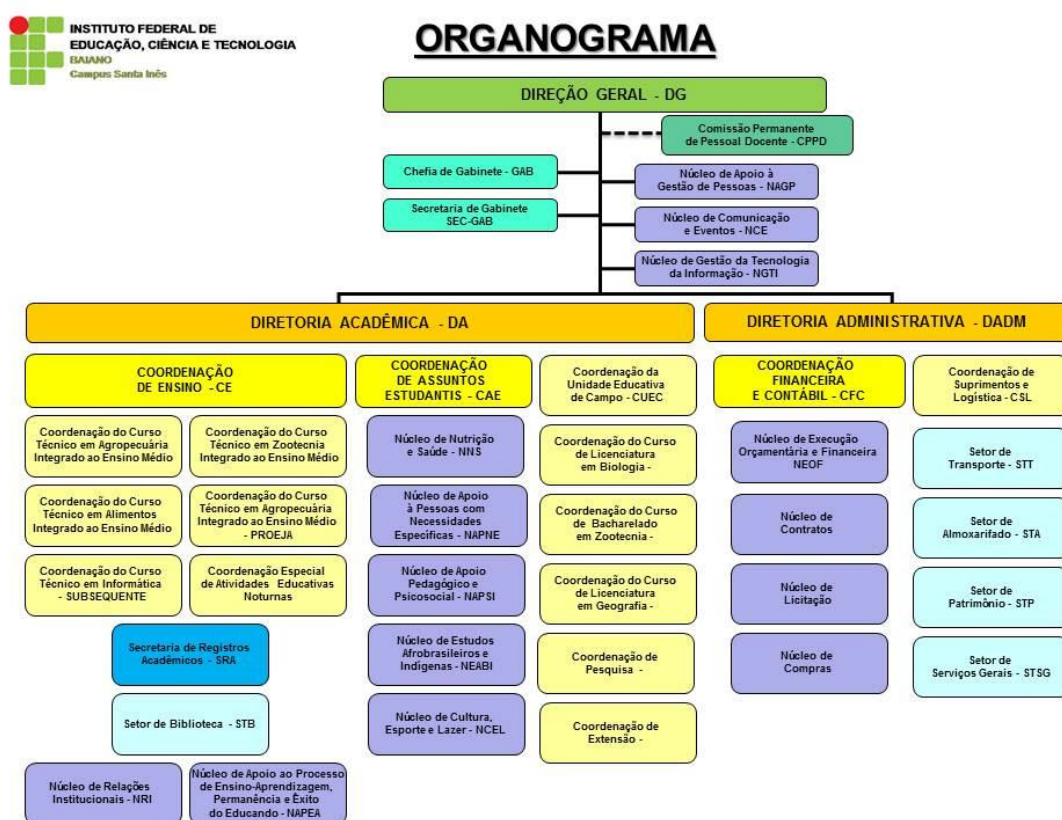 INSTITUTO FEDERAL DE
EDUCAÇÃO, CIÊNCIA E TECNOLOGIA
BAIANO
Campus Santa Inês
ORGANOGRAMA
DIREÇÃO GERAL - DG
Comissão Permanente
de Pessoal Docente - CPPD
Chefia de Gabinete - GAB
Núcleo de Apoio à
Gestão de Pessoas - NAGP
Secretaria de Gabinete
SEC-GAB
Núcleo de Comunicação
e Eventos - NCE
Núcleo de Gestão da Tecnologia
da Informação - NGTI
DIRETORIA ACADÊMICA - DA
DIRETORIA ADMINISTRATIVA - DADM
COORDENAÇÃO
DE ENSINO - CE
Coordenação do Curso
Técnico em Agropecuária
Integrado ao Ensino Médio
Coordenação do Curso
Técnico em Zootecnia
Integrado ao Ensino Médio
Coordenação do Curso
Técnico em Alimentos
Integrado ao Ensino Médio
Coordenação do Curso
Técnico em Agropecuária
Integrado ao Ensino Médio
- PROEJA
Coordenação do Curso
Técnico em Informática
- SUBSEQUENTE
Coordenação Especial
de Atividades Educativas
Noturnas
Secretaria de Registros
Acadêmicos - SRA
Setor de Biblioteca - STB
Núcleo de Relações
Institucionais - NRI
Núcleo de Apoio ao Processo
de Ensino-Aprendizagem,
Permanência e Êxito
do Educando - NAPEA
COORDENAÇÃO
DE ASSUNTOS
ESTUDANTIS - CAE
Núcleo de Nutrição
e Saúde - NNS
Núcleo de Apoio
à Pessoas com
Necesidades
Específicas - NAPNE
Núcleo de Apoio
Pedagógico e
Psicosocial - NAPSI
Núcleo de Estudos
Afrobrasileiros e
Indígenas - NEABI
Núcleo de Cultura,
Esporte e Lazer - NCEL
Coordenação da
Unidade Educativa
de Campo - CUEC
Coordenação do Curso
de Licenciatura
em Biologia -
Coordenação do Curso
de Bacharelado
em Zootecnia -
Coordenação do Curso
de Licenciatura
em Geografia -
Coordenação de
Pesquisa -
Coordenação de
Extensão -
COORDENAÇÃO
FINANCEIRA
E CONTÁBIL - CFC
Núcleo de Execução
Orçamentária e Financeira
NEOF
Núcleo de
Contratos
Núcleo de
Licitação
Núcleo de
Compras
Coordenação de
Suprimentos e
Logística - CSL
Setor de
Transporte - STT
Setor de
Almoxarifado - STA
Setor de
Patrimônio - STP
Setor de
Serviços Gerais - STSG